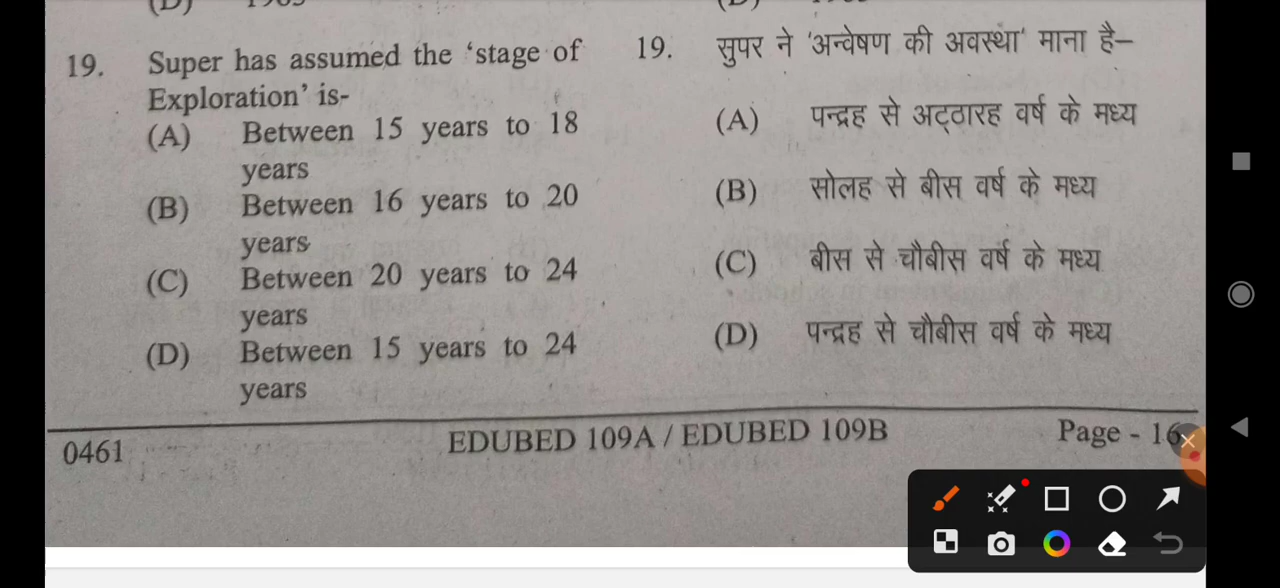 19. Super has assumed the ‘stage of
Exploration’ is-
(A) Between 15 years to 18
years
(B) Between 16 years to 20
years
(C) Between 20 years to 24
years
(D) Between 15 years to 24
years
19. सुपर ने ‘अन्वेषण की अवस्था’ माना है–
(A) पन्द्रह से अट्ठारह वर्ष के मध्य
(B) सोलह से बीस वर्ष के मध्य
(C) बीस से चौबीस वर्ष के मध्य
(D) पन्द्रह से चौबीस वर्ष के मध्य
0461 EDUBED 109A / EDUBED 109B Page - 16